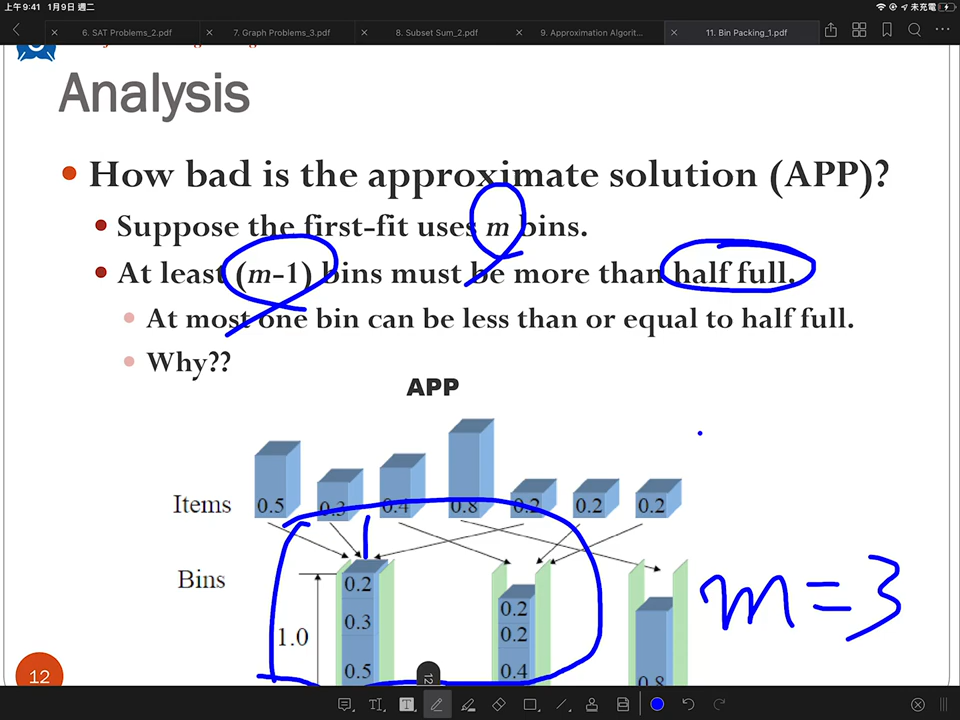 上午9:41 1月9日 週二 未充電
6. SAT Problems_2.pdf 7. Graph Problems_3.pdf 8. Subset Sum_2.pdf 9. Approximation Algorit... 11. Bin Packing_1.pdf
Analysis
How bad is the approximate solution (APP)?
Suppose the first-fit uses m bins.
At least (m-1) bins must be more than half full.
At most one bin can be less than or equal to half full.
Why??
APP
Items 0.5 0.3 0.4 0.8 0.2 0.2 0.2
Bins
0.2
0.3
0.5
1.0
0.2
0.2
0.4
0.8
m=3
12
12